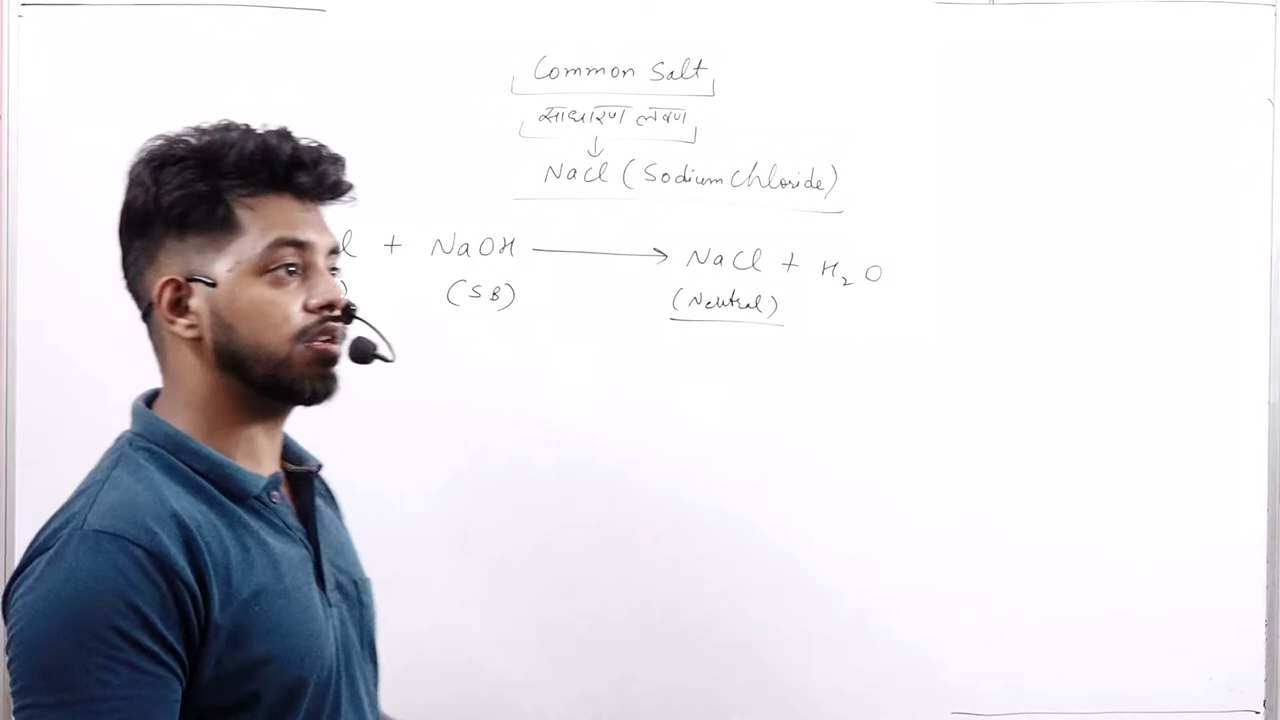 Common Salt
साधारण लवण
↓
NaCl (Sodium Chloride)
l + NaOH ⟶ NaCl + H₂O
) (SB) (Neutral)